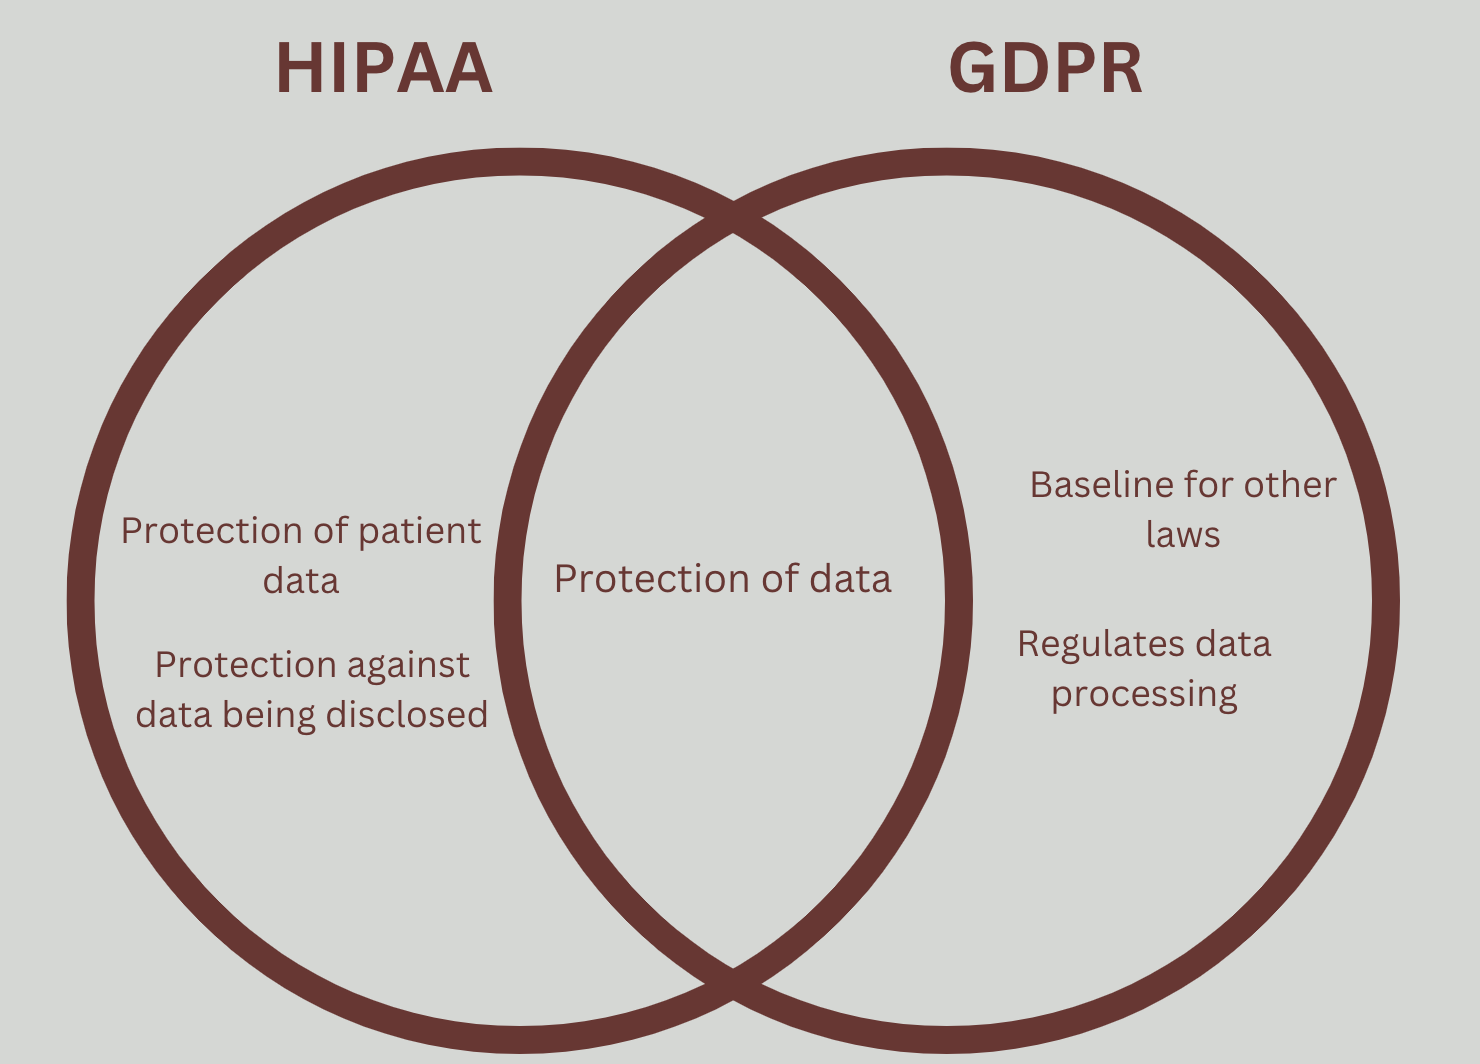 HIPAA
GDPR
Protection of patient
data
Protection against
data being disclosed
Protection of data
Baseline for other
laws
Regulates data
processing